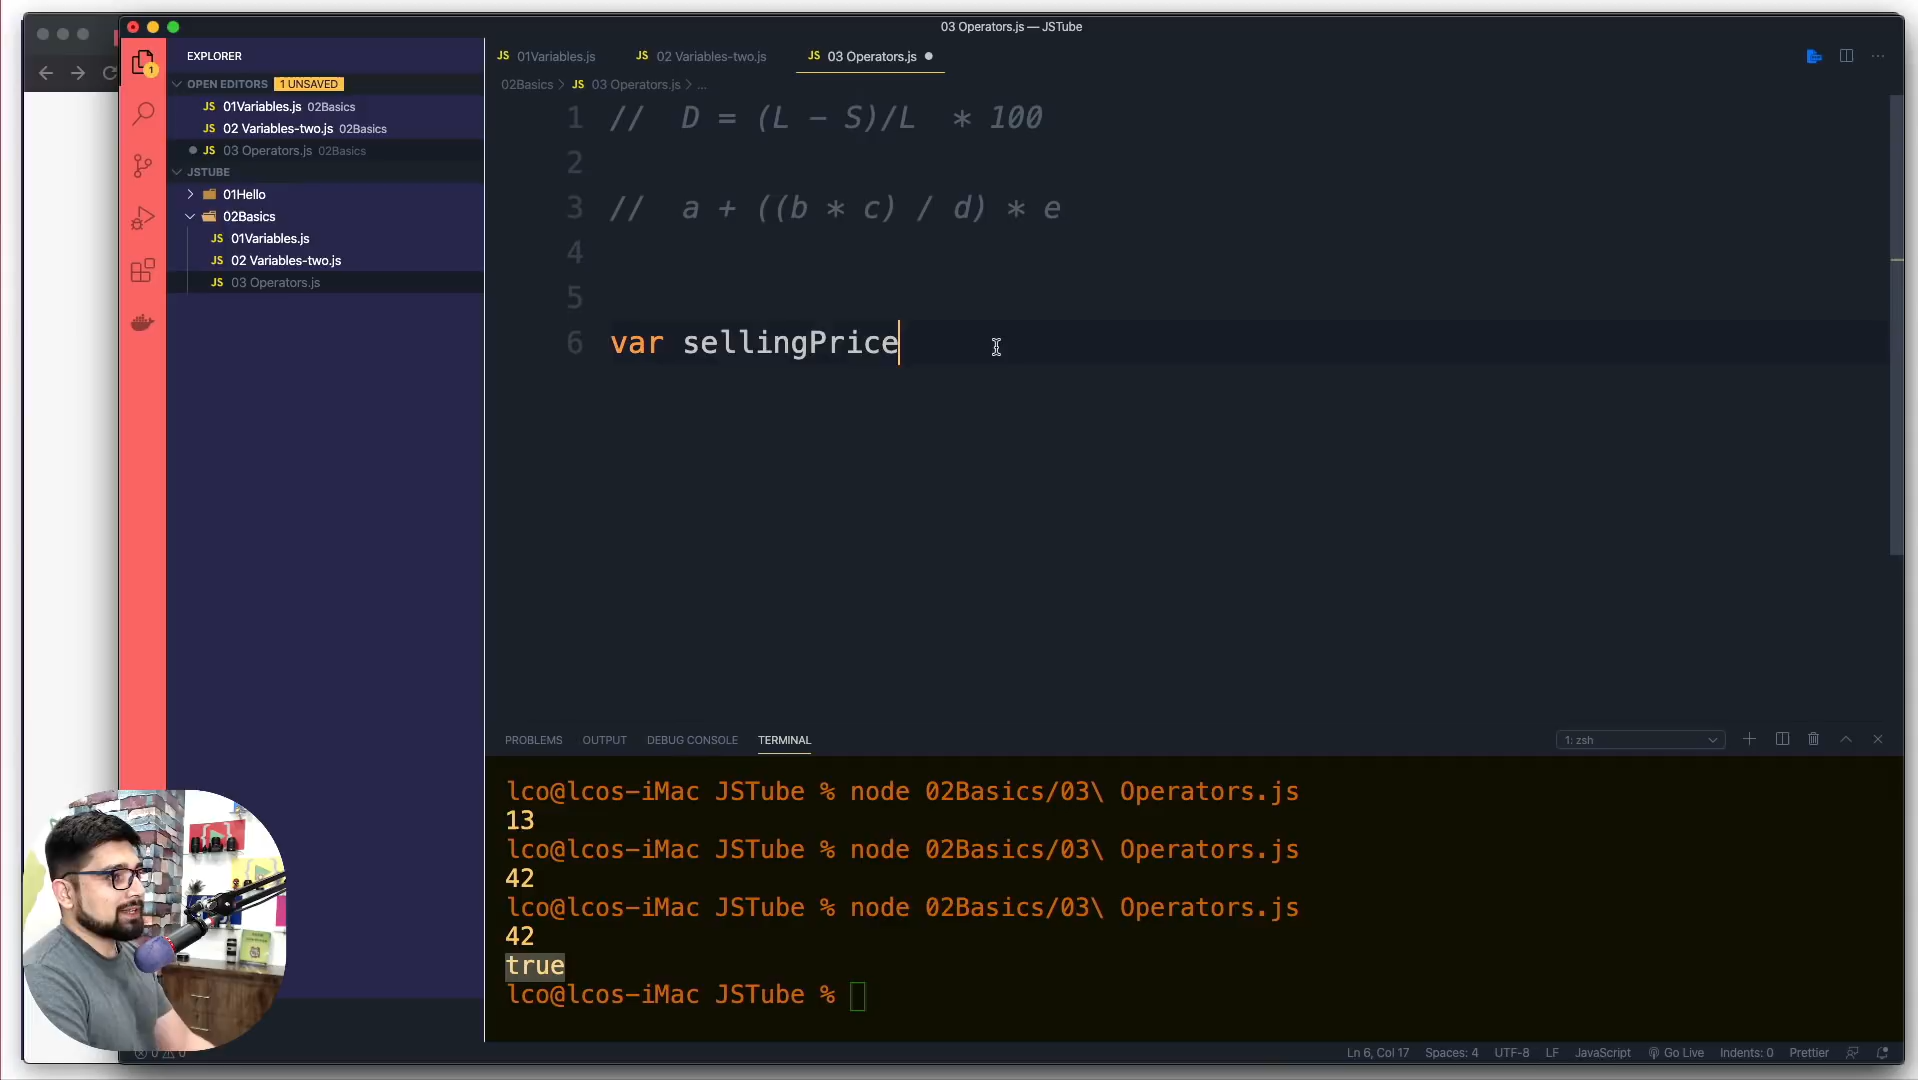 03 Operators.js — JSTube
EXPLORER
OPEN EDITORS 1 UNSAVED
JS 01Variables.js 02Basics
JS 02 Variables-two.js 02Basics
JS 03 Operators.js 02Basics
JSTUBE
01Hello
02Basics
JS 01Variables.js
JS 02 Variables-two.js
JS 03 Operators.js
1
JS 01Variables.js JS 02 Variables-two.js JS 03 Operators.js
02Basics > JS 03 Operators.js > ...
1 // D = (L - S)/L * 100
2
3 // a + ((b * c) / d) * e
4
5
6 var sellingPrice
PROBLEMS OUTPUT DEBUG CONSOLE TERMINAL 1: zsh
lco@lcos-iMac JSTube % node 02Basics/03\ Operators.js
13
lco@lcos-iMac JSTube % node 02Basics/03\ Operators.js
42
lco@lcos-iMac JSTube % node 02Basics/03\ Operators.js
42
true
lco@lcos-iMac JSTube %
0 0 Ln 6, Col 17 Spaces: 4 UTF-8 LF JavaScript Go Live Indents: 0 Prettier